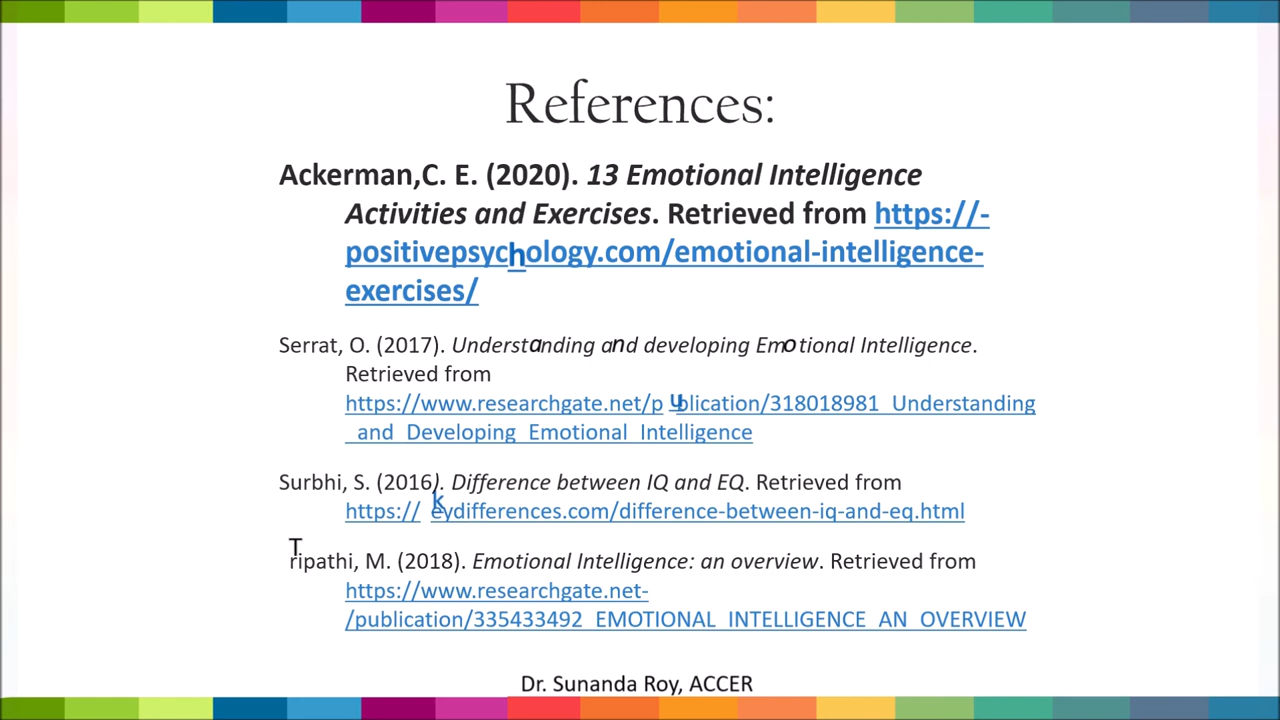 References:
Ackerman,C. E. (2020). 13 Emotional Intelligence
Activities and Exercises. Retrieved from https://-
positivepsychology.com/emotional-intelligence-
exercises/
Serrat, O. (2017). Understanding and developing Emotional Intelligence.
Retrieved from
https://www.researchgate.net/publication/318018981_Understanding
_and_Developing_Emotional_Intelligence
Surbhi, S. (2016). Difference between IQ and EQ. Retrieved from
https://keydifferences.com/difference-between-iq-and-eq.html
Tripathi, M. (2018). Emotional Intelligence: an overview. Retrieved from
https://www.researchgate.net-
/publication/335433492_EMOTIONAL_INTELLIGENCE_AN_OVERVIEW
Dr. Sunanda Roy, ACCER